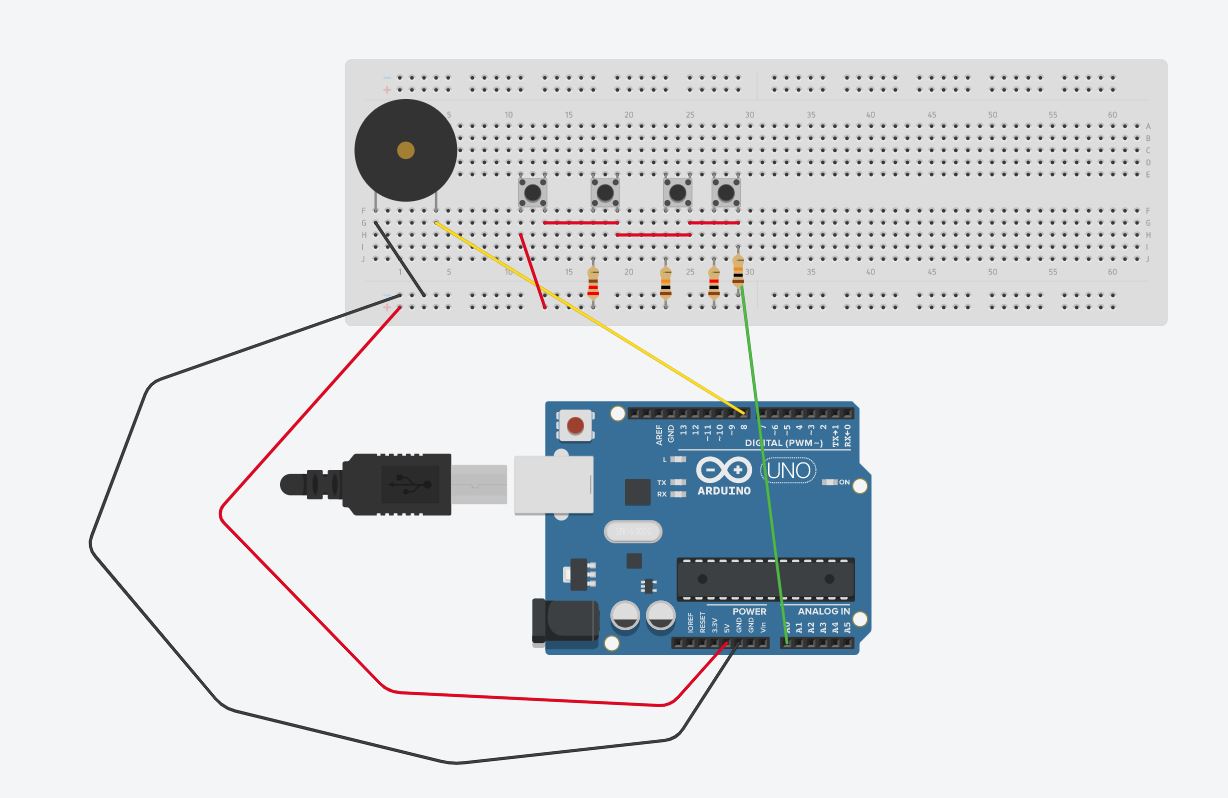 − −
+ +
5 10 15 20 25 30 35 40 45 50 55 60
A
B
C
D
E
F F
G G
H H
I I
J J
1 5 10 15 20 25 30 35 40 45 50 55 60
− −
+ +
AREF
GND
13
12
~11
~10
~9
8
7
~6
~5
4
~3
2
TX→1
RX←0
DIGITAL (PWM~)
L
TX
RX
ARDUINO
UNO
ON
POWER
ANALOG IN
IOREF
RESET
3.3V
5V
GND
GND
Vin
A0
A1
A2
A3
A4
A5